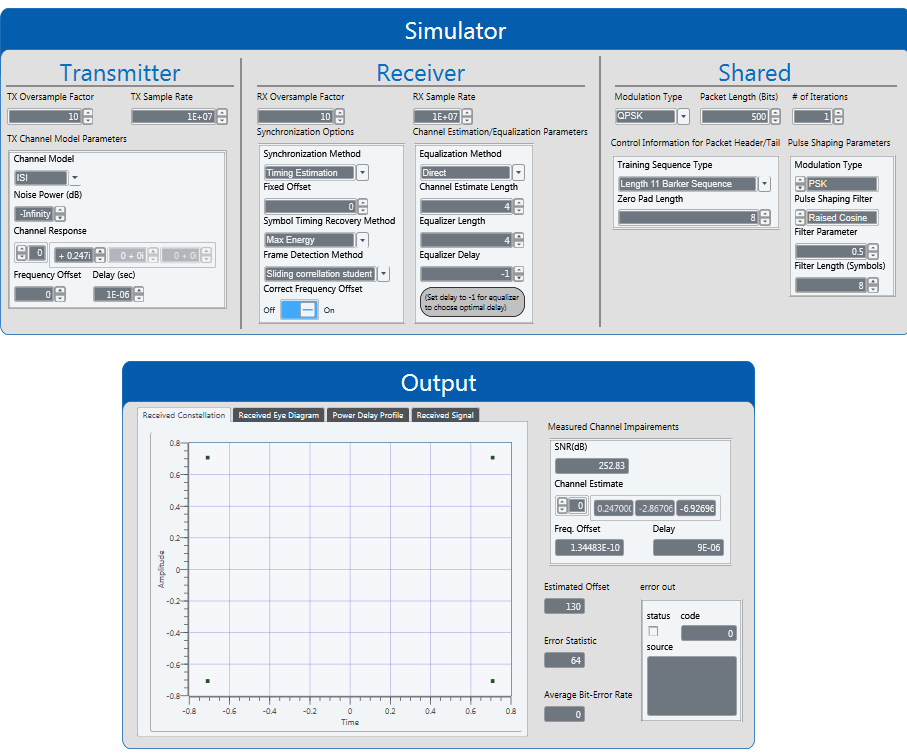 Simulator
Transmitter
TX Oversample Factor
TX Sample Rate
10
1E+07
TX Channel Model Parameters
Channel Model
ISI
Noise Power (dB)
-Infinity
Channel Response
0
+ 0.247i
0 + 0i
0 + 0i
Frequency Offset
Delay (sec)
0
1E-06
Receiver
RX Oversample Factor
RX Sample Rate
10
1E+07
Synchronization Options
Channel Estimation/Equalization Parameters
Synchronization Method
Timing Estimation
Fixed Offset
0
Symbol Timing Recovery Method
Max Energy
Frame Detection Method
Sliding correllation student
Correct Frequency Offset
Off
On
Equalization Method
Direct
Channel Estimate Length
4
Equalizer Length
4
Equalizer Delay
-1
(Set delay to -1 for equalizer
to choose optimal delay)
Shared
Modulation Type
Packet Length (Bits)
# of Iterations
QPSK
500
1
Control Information for Packet Header/Tail
Pulse Shaping Parameters
Training Sequence Type
Length 11 Barker Sequence
Zero Pad Length
8
Modulation Type
PSK
Pulse Shaping Filter
Raised Cosine
Filter Parameter
0.5
Filter Length (Symbols)
8
Output
Received Constellation
Received Eye Diagram
Power Delay Profile
Received Signal
0.8
0.6
0.4
0.2
0
-0.2
-0.4
-0.6
-0.8
Amplitude
-0.8
-0.6
-0.4
-0.2
0
0.2
0.4
0.6
0.8
Time
Measured Channel Impairements
SNR(dB)
252.83
Channel Estimate
0
0.24700(
-2.86706
-6.92696
Freq. Offset
Delay
1.34483E-10
9E-06
Estimated Offset
130
Error Statistic
64
Average Bit-Error Rate
0
error out
status
code
0
source